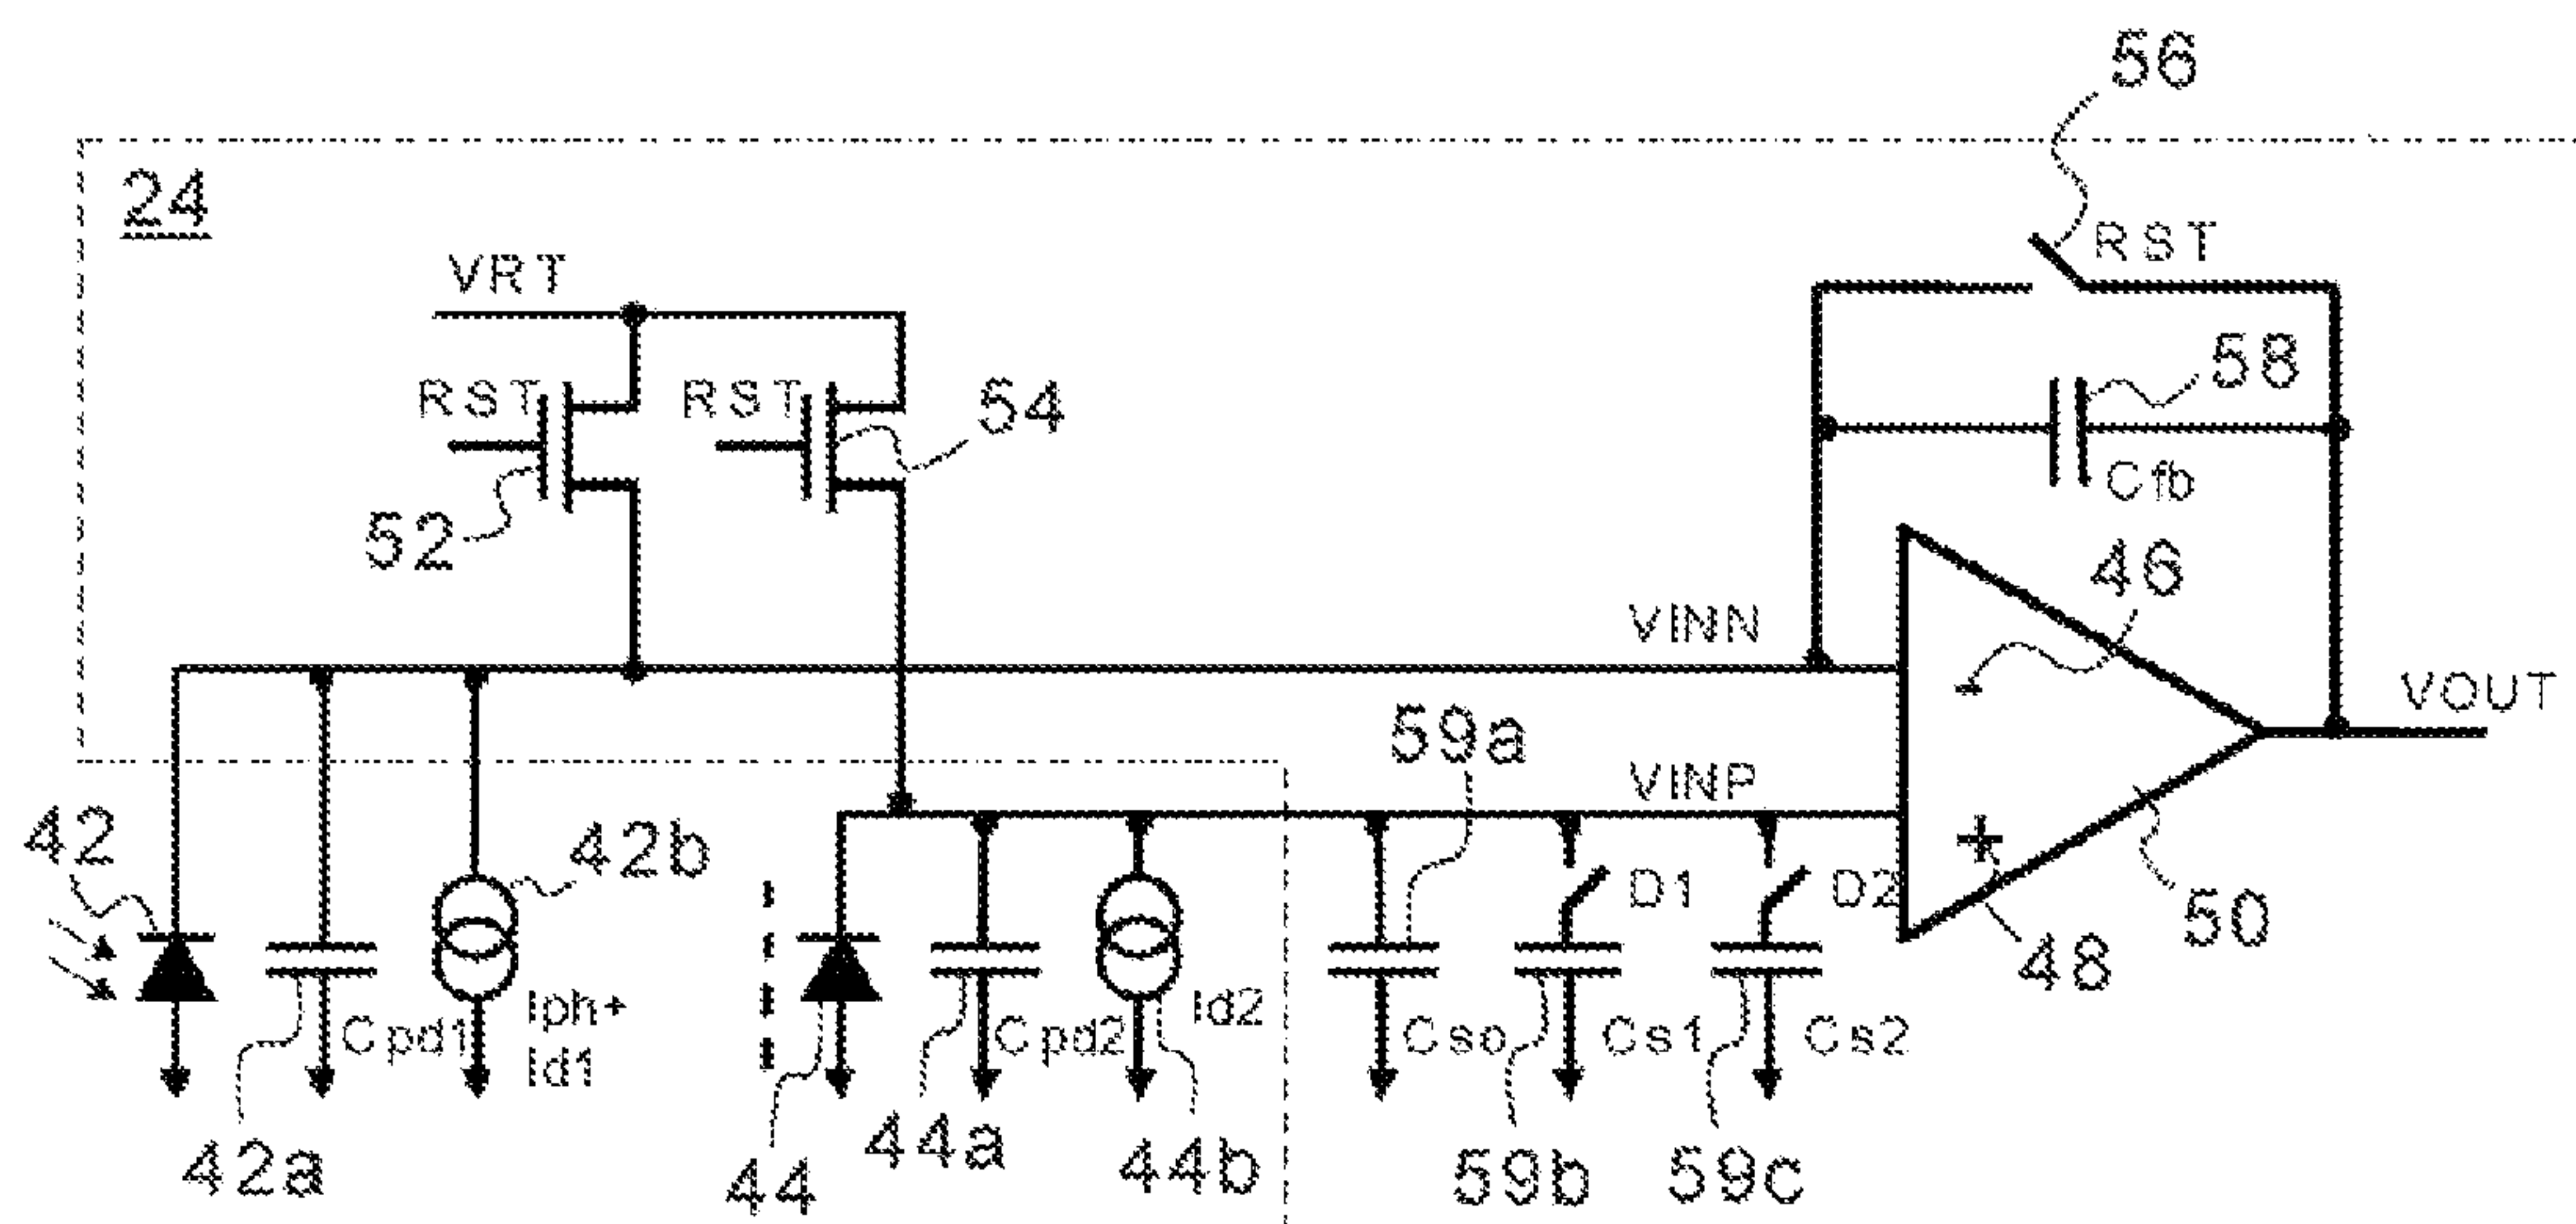 56
24
VRT
RST
RST
RST
54
58
Cfb
52
46
VINN
VOUT
59a
VINP
42
42b
D1
D2
50
48
Cpd1
Iph+
Id1
Cpd2
Id2
Cso
Cs1
Cs2
42a
44
44a
44b
59b
59c
-
+